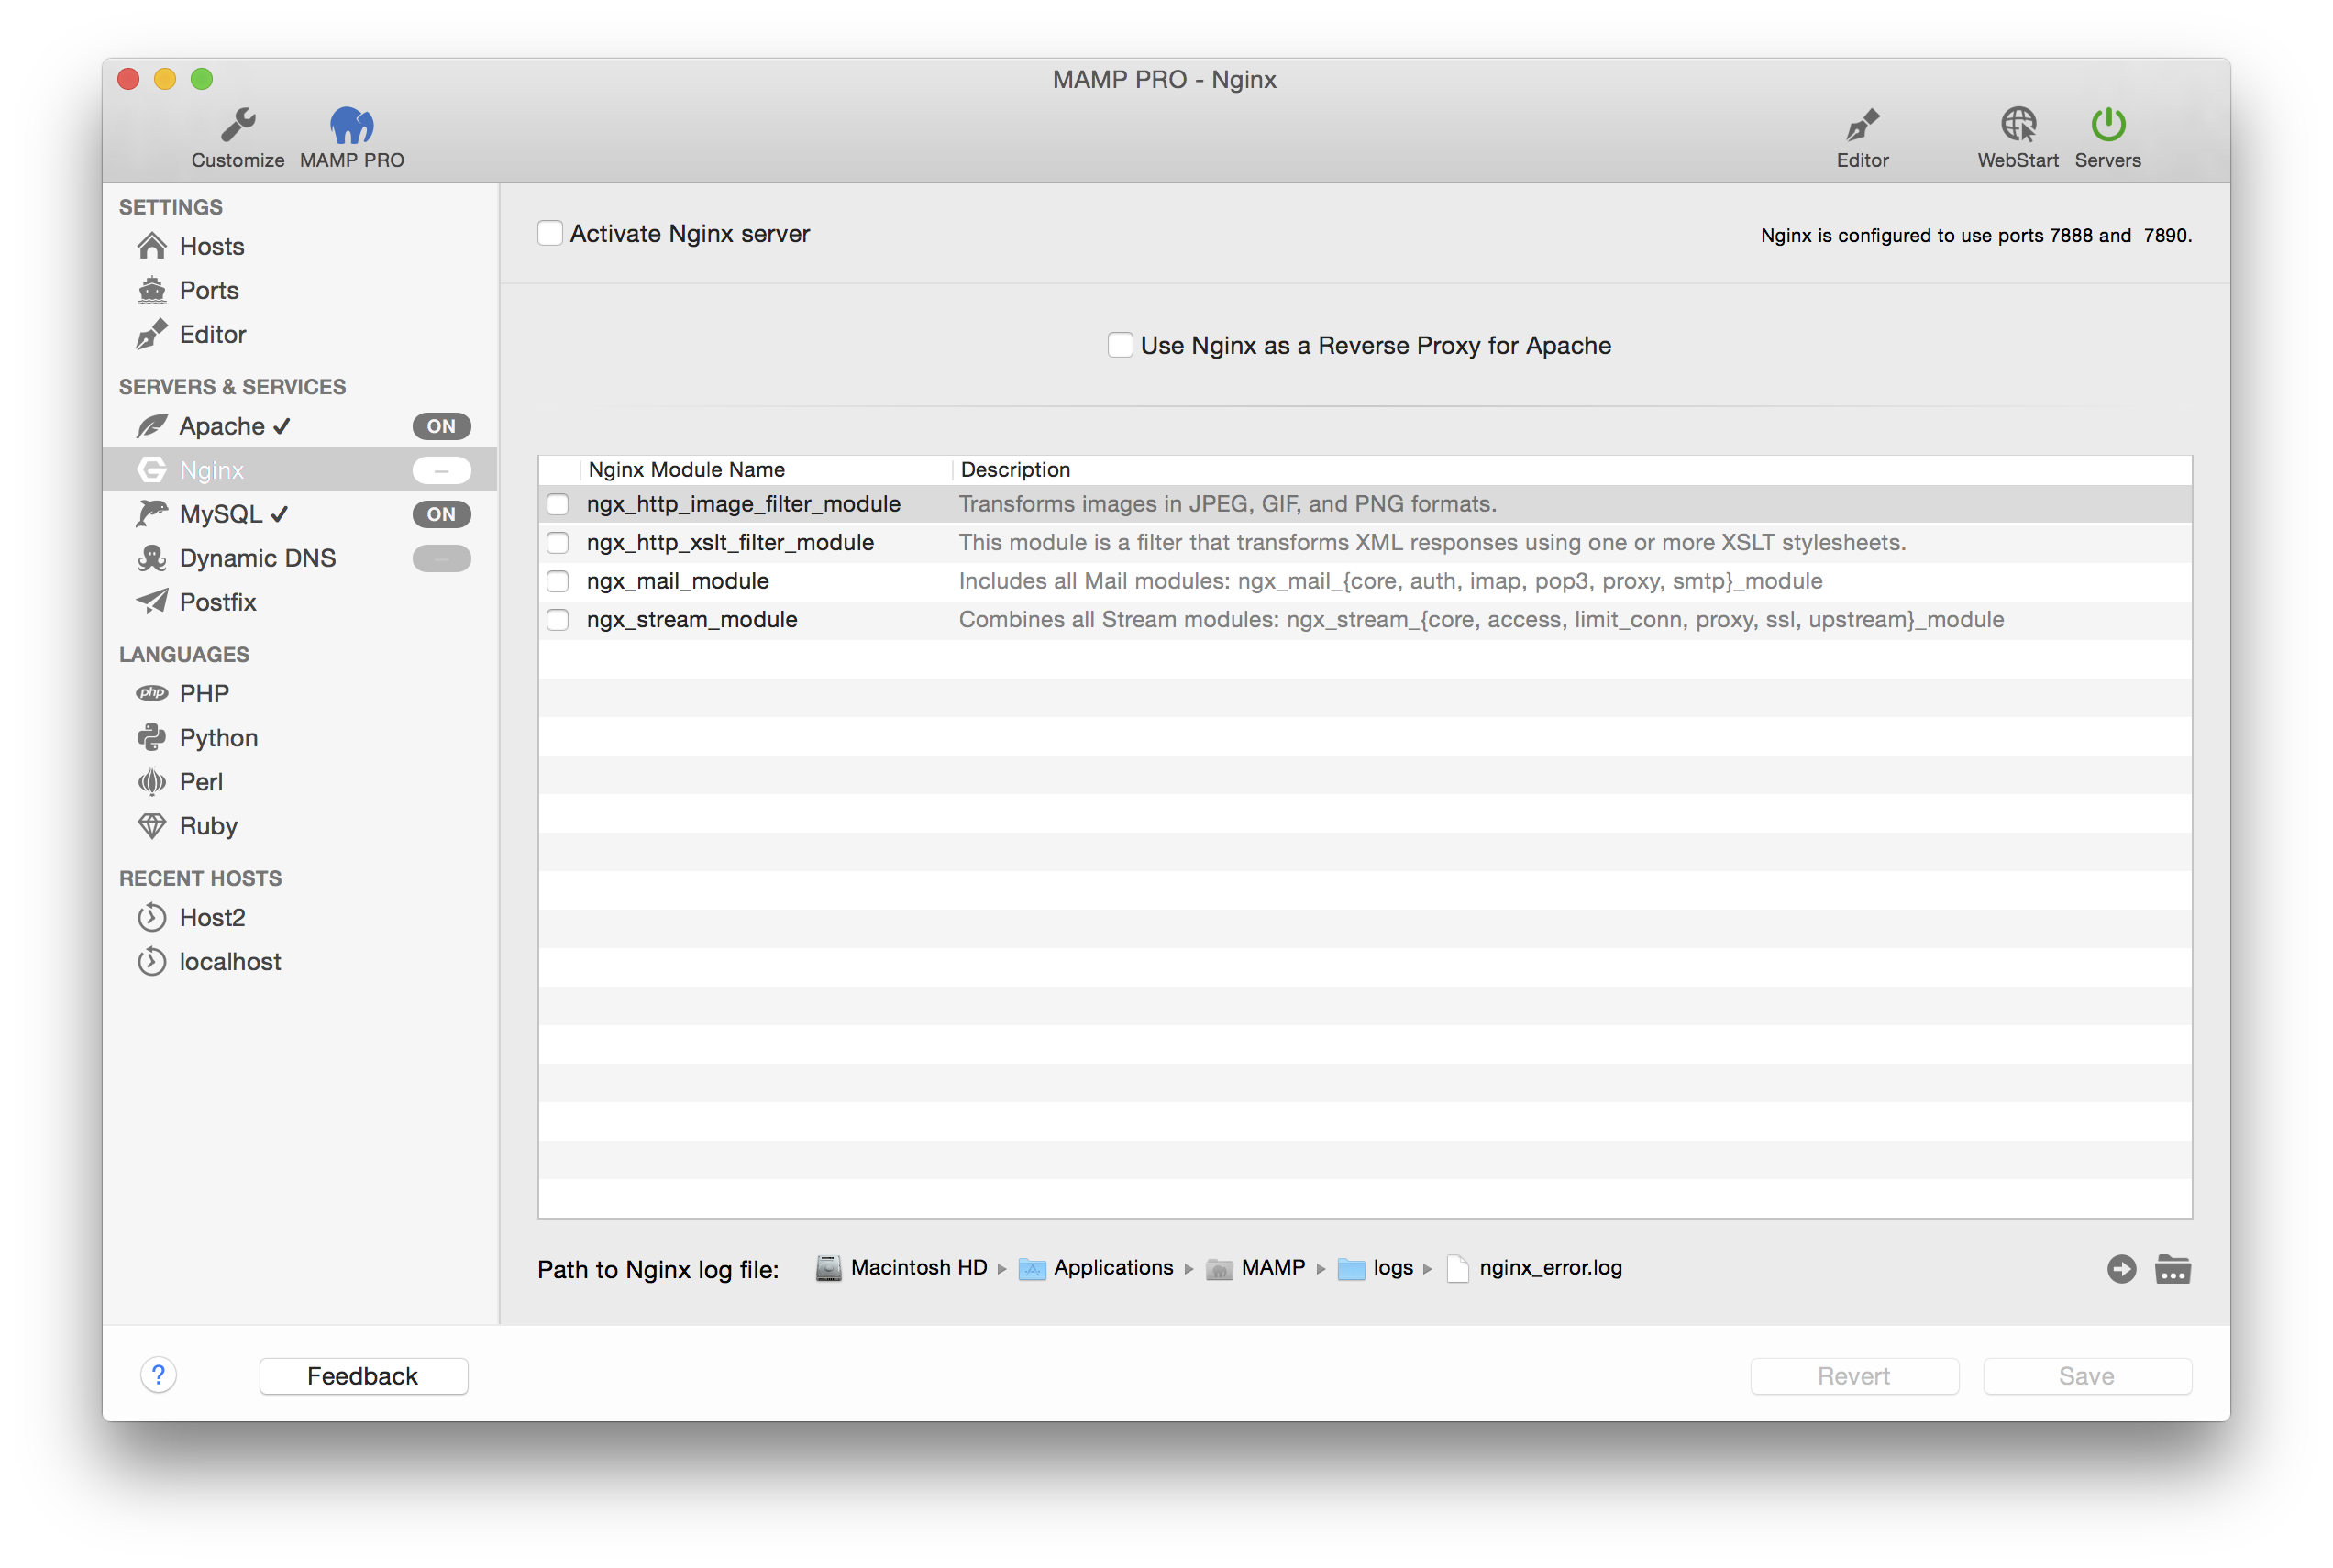 MAMP PRO - Nginx
Customize MAMP PRO Editor WebStart Servers
SETTINGS
Hosts
Ports
Editor
SERVERS & SERVICES
Apache ✓ ON
Nginx –
MySQL ✓ ON
Dynamic DNS –
Postfix
LANGUAGES
php PHP
Python
Perl
Ruby
RECENT HOSTS
Host2
localhost
Activate Nginx server
Nginx is configured to use ports 7888 and  7890.
Use Nginx as a Reverse Proxy for Apache
Nginx Module Name Description
ngx_http_image_filter_module Transforms images in JPEG, GIF, and PNG formats.
ngx_http_xslt_filter_module This module is a filter that transforms XML responses using one or more XSLT stylesheets.
ngx_mail_module Includes all Mail modules: ngx_mail_{core, auth, imap, pop3, proxy, smtp}_module
ngx_stream_module Combines all Stream modules: ngx_stream_{core, access, limit_conn, proxy, ssl, upstream}_module
Path to Nginx log file: Macintosh HD ▸ Applications ▸ MAMP ▸ logs ▸ nginx_error.log
? Feedback Revert Save